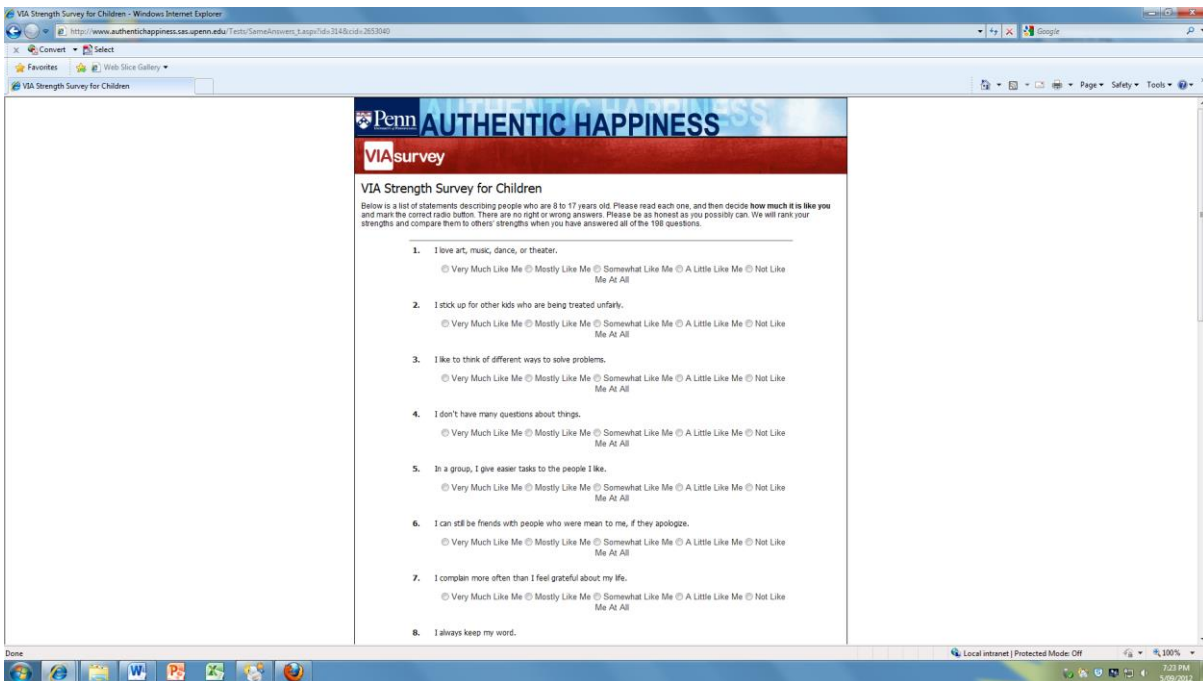 VIA Strength Survey for Children - Windows Internet Explorer
http://www.authentichappiness.sas.upenn.edu/Tests/SameAnswers_t.aspx?id=314&cid=2653040
Google
X Convert Select
Favorites Web Slice Gallery
VIA Strength Survey for Children
Page Safety Tools
Penn AUTHENTIC HAPPINESS
VIAsurvey
VIA Strength Survey for Children
Below is a list of statements describing people who are 8 to 17 years old. Please read each one, and then decide how much it is like you
and mark the correct radio button. There are no right or wrong answers. Please be as honest as you possibly can. We will rank your
strengths and compare them to others' strengths when you have answered all of the 198 questions.
1. I love art, music, dance, or theater.
Very Much Like Me Mostly Like Me Somewhat Like Me A Little Like Me Not Like
Me At All
2. I stick up for other kids who are being treated unfairly.
Very Much Like Me Mostly Like Me Somewhat Like Me A Little Like Me Not Like
Me At All
3. I like to think of different ways to solve problems.
Very Much Like Me Mostly Like Me Somewhat Like Me A Little Like Me Not Like
Me At All
4. I don't have many questions about things.
Very Much Like Me Mostly Like Me Somewhat Like Me A Little Like Me Not Like
Me At All
5. In a group, I give easier tasks to the people I like.
Very Much Like Me Mostly Like Me Somewhat Like Me A Little Like Me Not Like
Me At All
6. I can still be friends with people who were mean to me, if they apologize.
Very Much Like Me Mostly Like Me Somewhat Like Me A Little Like Me Not Like
Me At All
7. I complain more often than I feel grateful about my life.
Very Much Like Me Mostly Like Me Somewhat Like Me A Little Like Me Not Like
Me At All
8. I always keep my word.
Done
Local intranet | Protected Mode: Off
100%
7:23 PM
5/09/2012